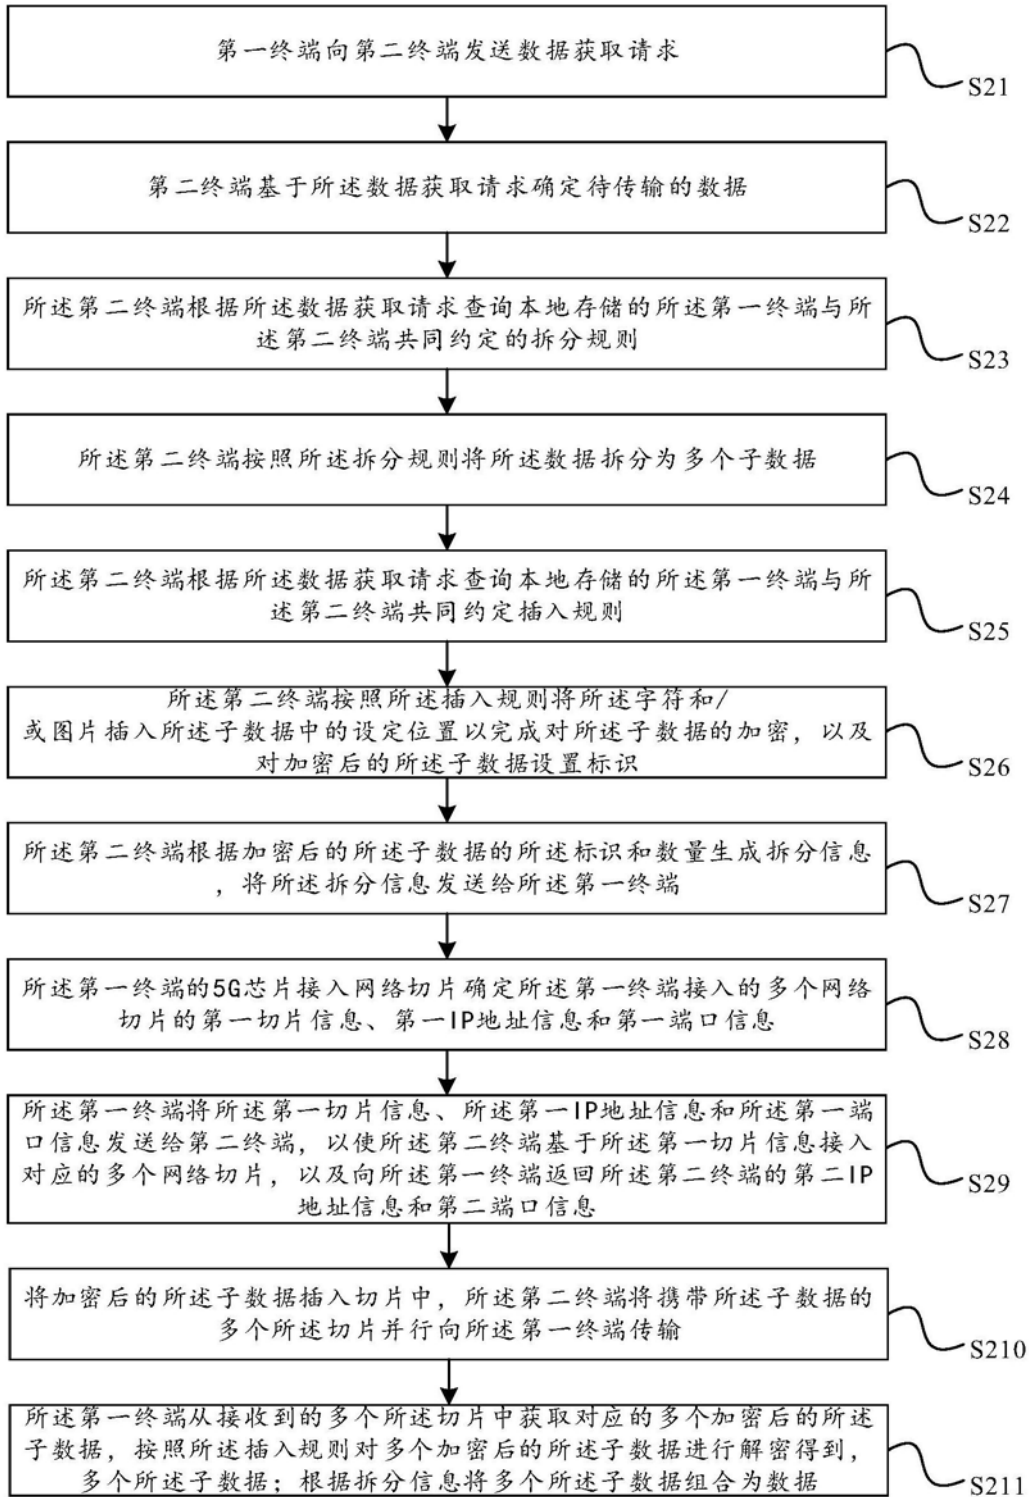 第一终端向第二终端发送数据获取请求
S21
第二终端基于所述数据获取请求确定待传输的数据
S22
所述第二终端根据所述数据获取请求查询本地存储的所述第一终端与所
述第二终端共同约定的拆分规则
S23
所述第二终端按照所述拆分规则将所述数据拆分为多个子数据
S24
所述第二终端根据所述数据获取请求查询本地存储的所述第一终端与所
述第二终端共同约定插入规则
S25
所述第二终端按照所述插入规则将所述字符和/
或图片插入所述子数据中的设定位置以完成对所述子数据的加密，以及
对加密后的所述子数据设置标识
S26
所述第二终端根据加密后的所述子数据的所述标识和数量生成拆分信息
，将所述拆分信息发送给所述第一终端
S27
所述第一终端的5G芯片接入网络切片确定所述第一终端接入的多个网络
切片的第一切片信息、第一IP地址信息和第一端口信息
S28
所述第一终端将所述第一切片信息、所述第一IP地址信息和所述第一端
口信息发送给第二终端，以使所述第二终端基于所述第一切片信息接入
对应的多个网络切片，以及向所述第一终端返回所述第二终端的第二IP
地址信息和第二端口信息
S29
将加密后的所述子数据插入切片中，所述第二终端将携带所述子数据的
多个所述切片并行向所述第一终端传输
S210
所述第一终端从接收到的多个所述切片中获取对应的多个加密后的所述
子数据，按照所述插入规则对多个加密后的所述子数据进行解密得到，
多个所述子数据；根据拆分信息将多个所述子数据组合为数据
S211